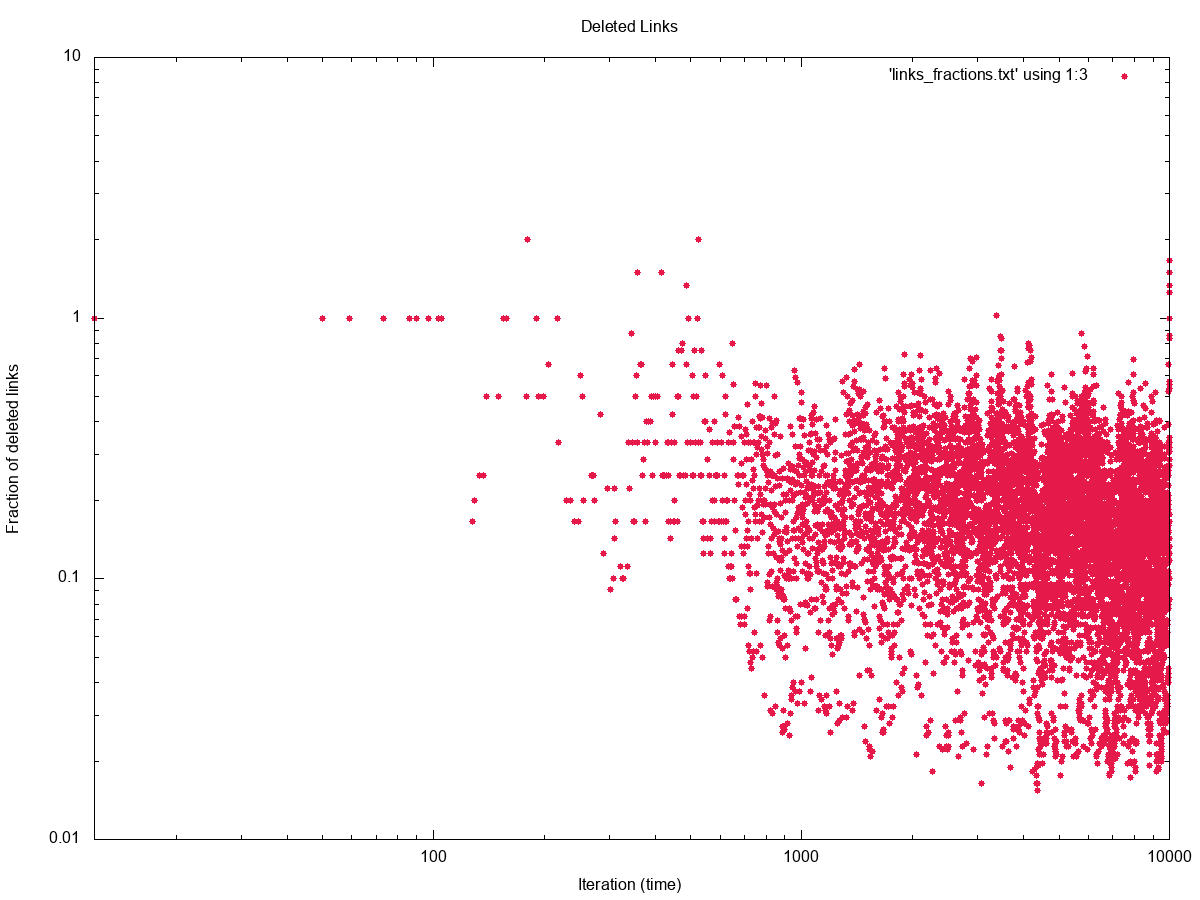 Deleted Links
'links_fractions.txt' using 1:3
10
1
0.1
0.01
Fraction of deleted links
100
1000
10000
Iteration (time)